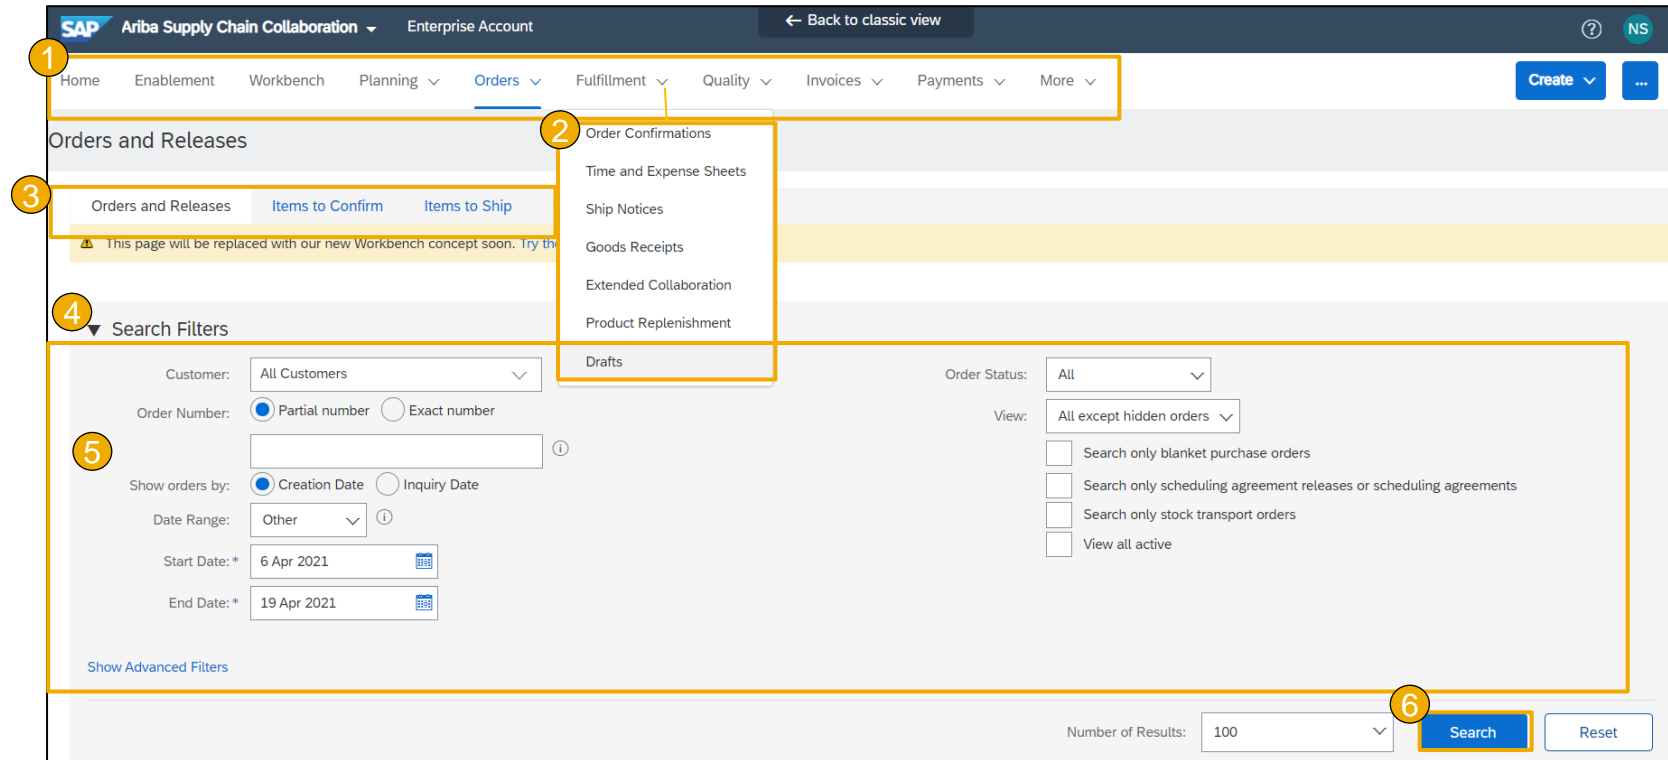 SAP Ariba Supply Chain Collaboration Enterprise Account ← Back to classic view ? NS
1
Home Enablement Workbench Planning Orders Fulfillment Quality Invoices Payments More Create ...
2
Order Confirmations
Orders and Releases
Time and Expense Sheets
3
Orders and Releases Items to Confirm Items to Ship
Ship Notices
This page will be replaced with our new Workbench concept soon. Try th
Goods Receipts
Extended Collaboration
4
Product Replenishment
Search Filters
Drafts
Customer: All Customers
Order Status: All
Order Number: Partial number Exact number
View: All except hidden orders
5
Search only blanket purchase orders
Show orders by: Creation Date Inquiry Date
Search only scheduling agreement releases or scheduling agreements
Date Range: Other
Search only stock transport orders
View all active
Start Date: * 6 Apr 2021
End Date: * 19 Apr 2021
Show Advanced Filters
6
Number of Results: 100 Search Reset